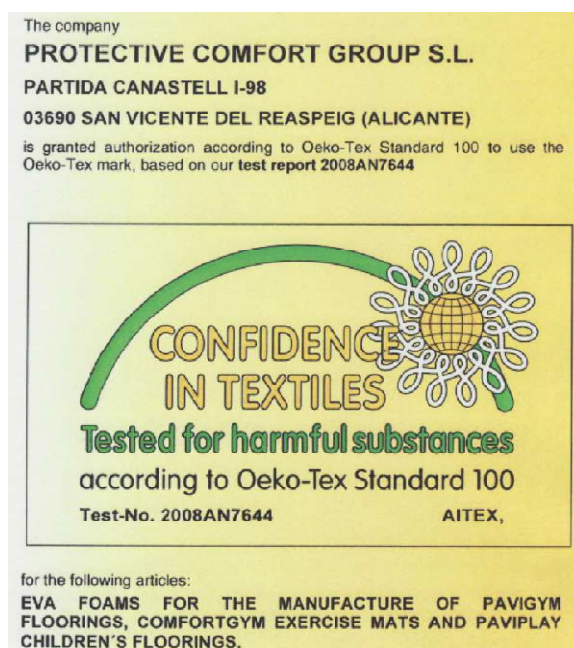 The company
PROTECTIVE COMFORT GROUP S.L.
PARTIDA CANASTELL I-98
03690 SAN VICENTE DEL REASPEIG (ALICANTE)
is granted authorization according to Oeko-Tex Standard 100 to use the
Oeko-Tex mark, based on our test report 2008AN7644
CONFIDENCE
IN TEXTILES
Tested for harmful substances
according to Oeko-Tex Standard 100
Test-No. 2008AN7644 AITEX,
for the following articles:
EVA FOAMS FOR THE MANUFACTURE OF PAVIGYM
FLOORINGS, COMFORTGYM EXERCISE MATS AND PAVIPLAY
CHILDREN´S FLOORINGS.